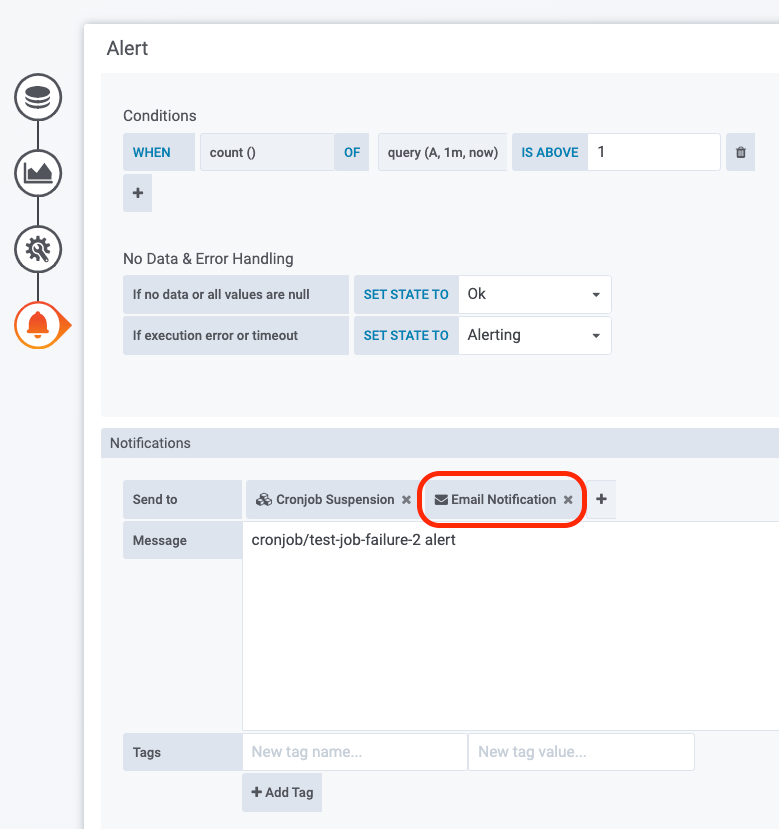 Alert
Conditions
WHEN count () OF query (A, 1m, now) IS ABOVE 1
No Data & Error Handling
If no data or all values are null SET STATE TO Ok
If execution error or timeout SET STATE TO Alerting
Notifications
Send to Cronjob Suspension Email Notification
Message cronjob/test-job-failure-2 alert
Tags New tag name... New tag value...
Add Tag